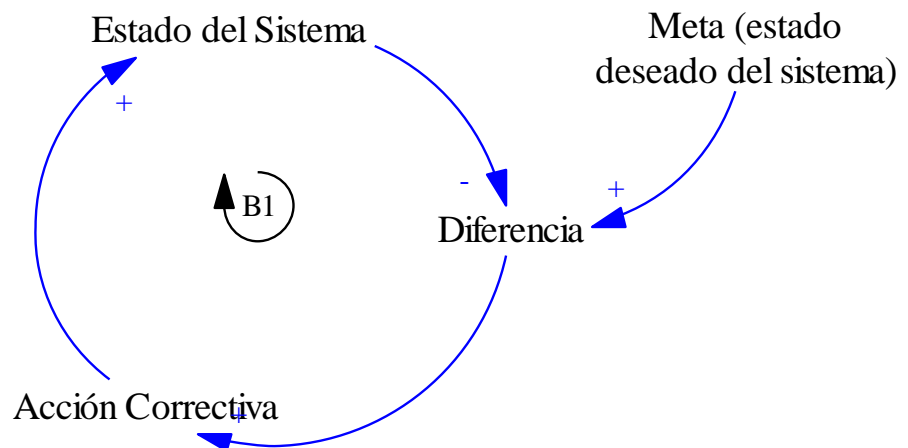 Estado del Sistema
Meta (estado
deseado del sistema)
+
-
+
B1
Diferencia
Acción Correctiva
+